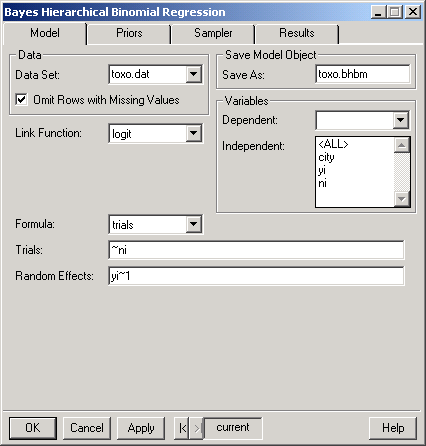 Bayes Hierarchical Binomial Regression
Model Priors Sampler Results
Data
Data Set: toxo.dat
Omit Rows with Missing Values
Link Function: logit
Save Model Object
Save As: toxo.bhbm
Variables
Dependent:
Independent: <ALL>
city
yi
ni
Formula: trials
Trials: ~ni
Random Effects: yi~1
OK Cancel Apply |< >| current Help